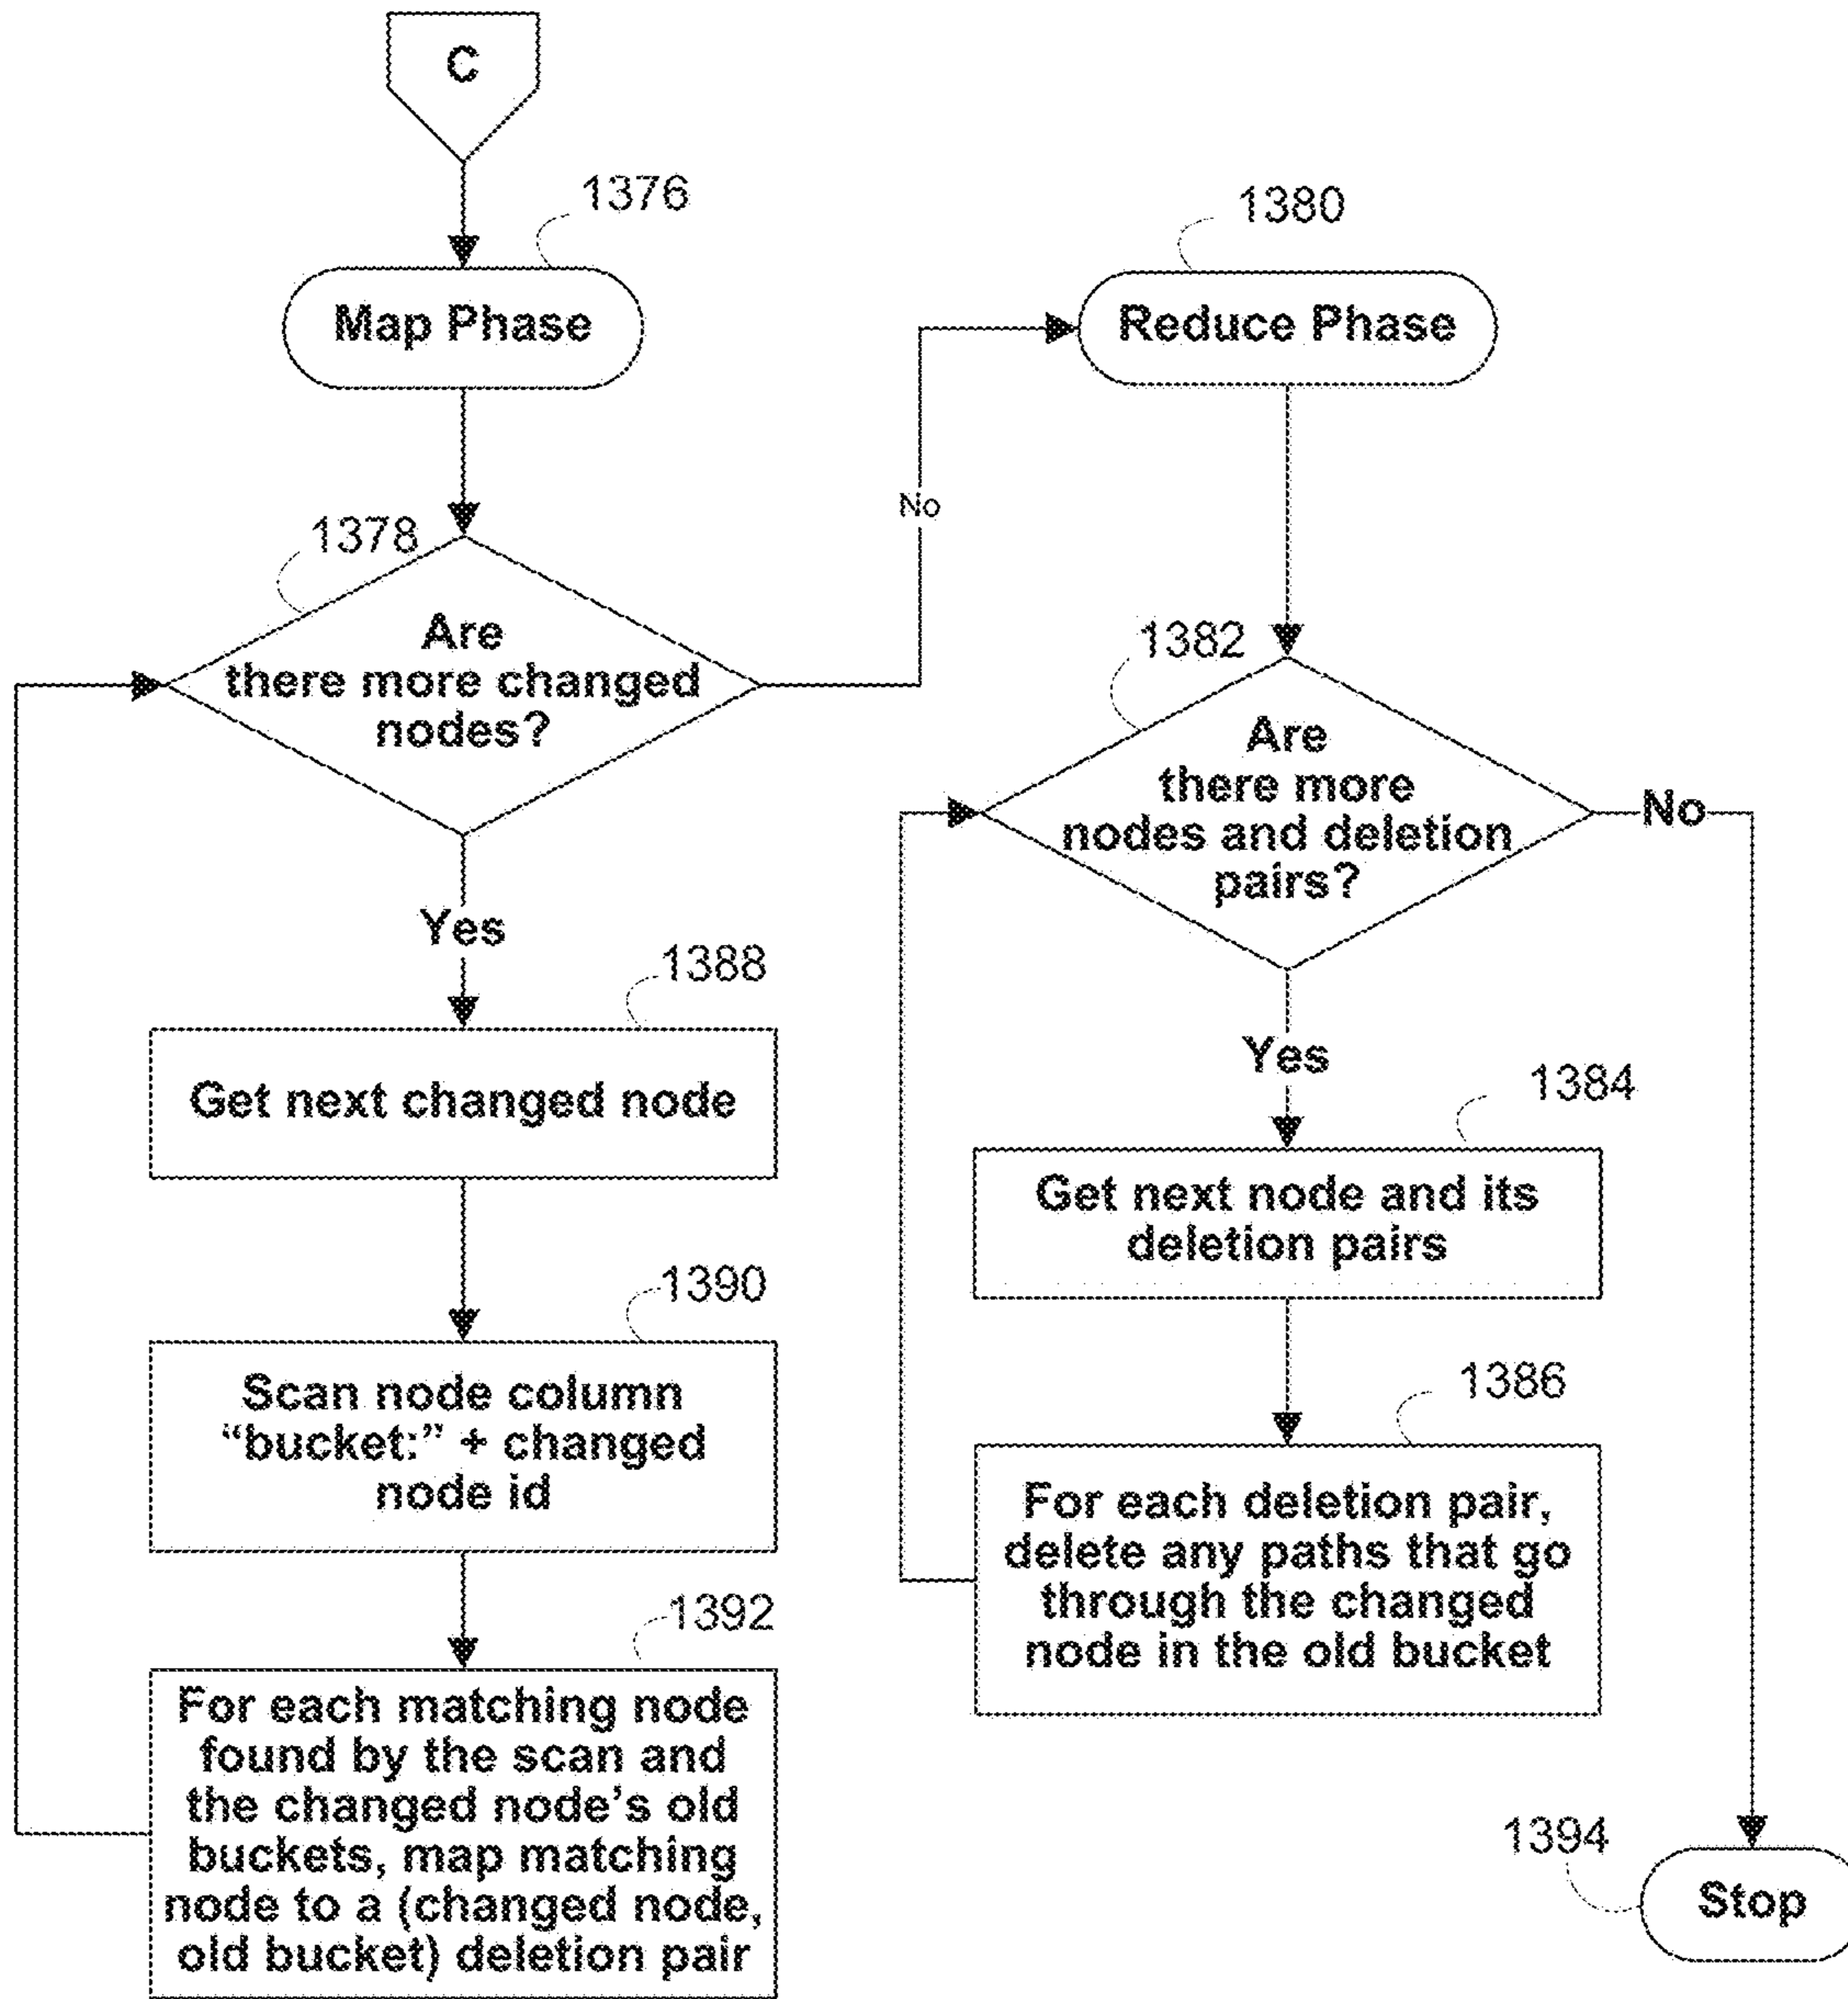 C
1376
Map Phase
1378
Are
there more changed
nodes?
Yes
1388
Get next changed node
1390
Scan node column
“bucket:” + changed
node id
1392
For each matching node
found by the scan and
the changed node’s old
buckets, map matching
node to a (changed node,
old bucket) deletion pair
No
1380
Reduce Phase
1382
Are
there more
nodes and deletion
pairs?
No
Yes
1384
Get next node and its
deletion pairs
1386
For each deletion pair,
delete any paths that go
through the changed
node in the old bucket
1394
Stop